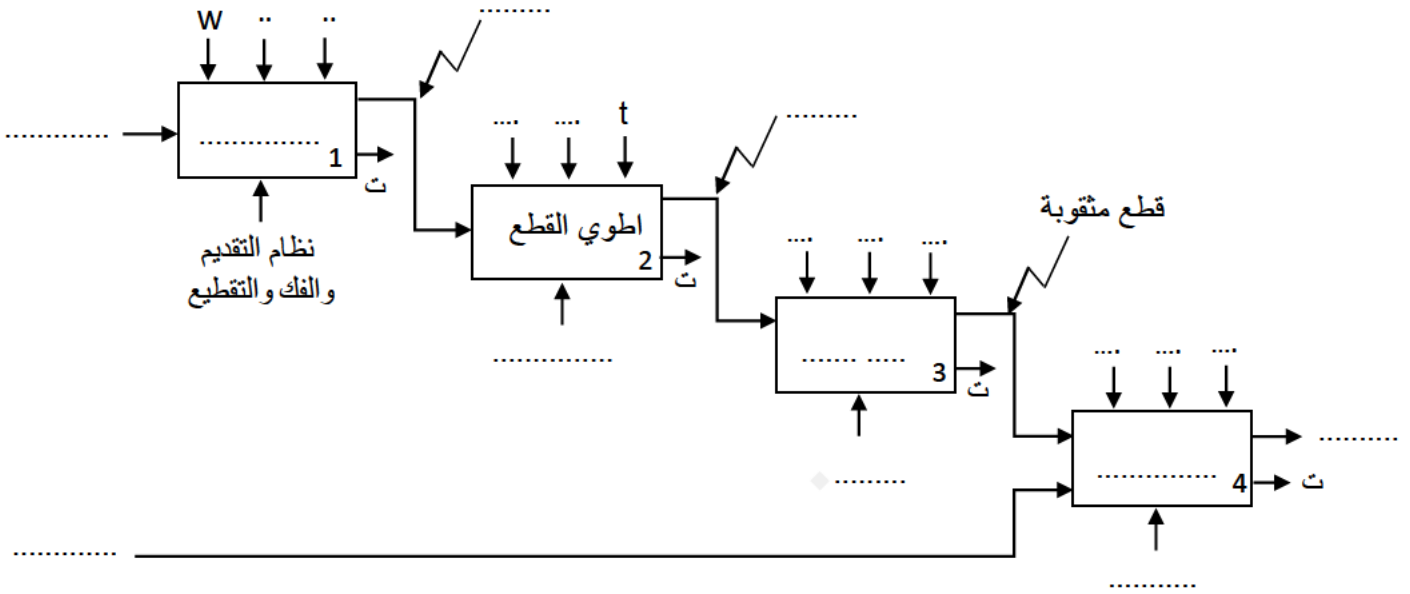 W .. ..
.........
.............
...............
1
ت
نظام التقديم
والفك والتقطيع
.... .... t
.........
اطوي القطع
2
ت
...............
قطع مثقوبة
.... .... ....
....... .....
3
ت
.........
.... .... ....
..........
...............
4
ت
.............
...........